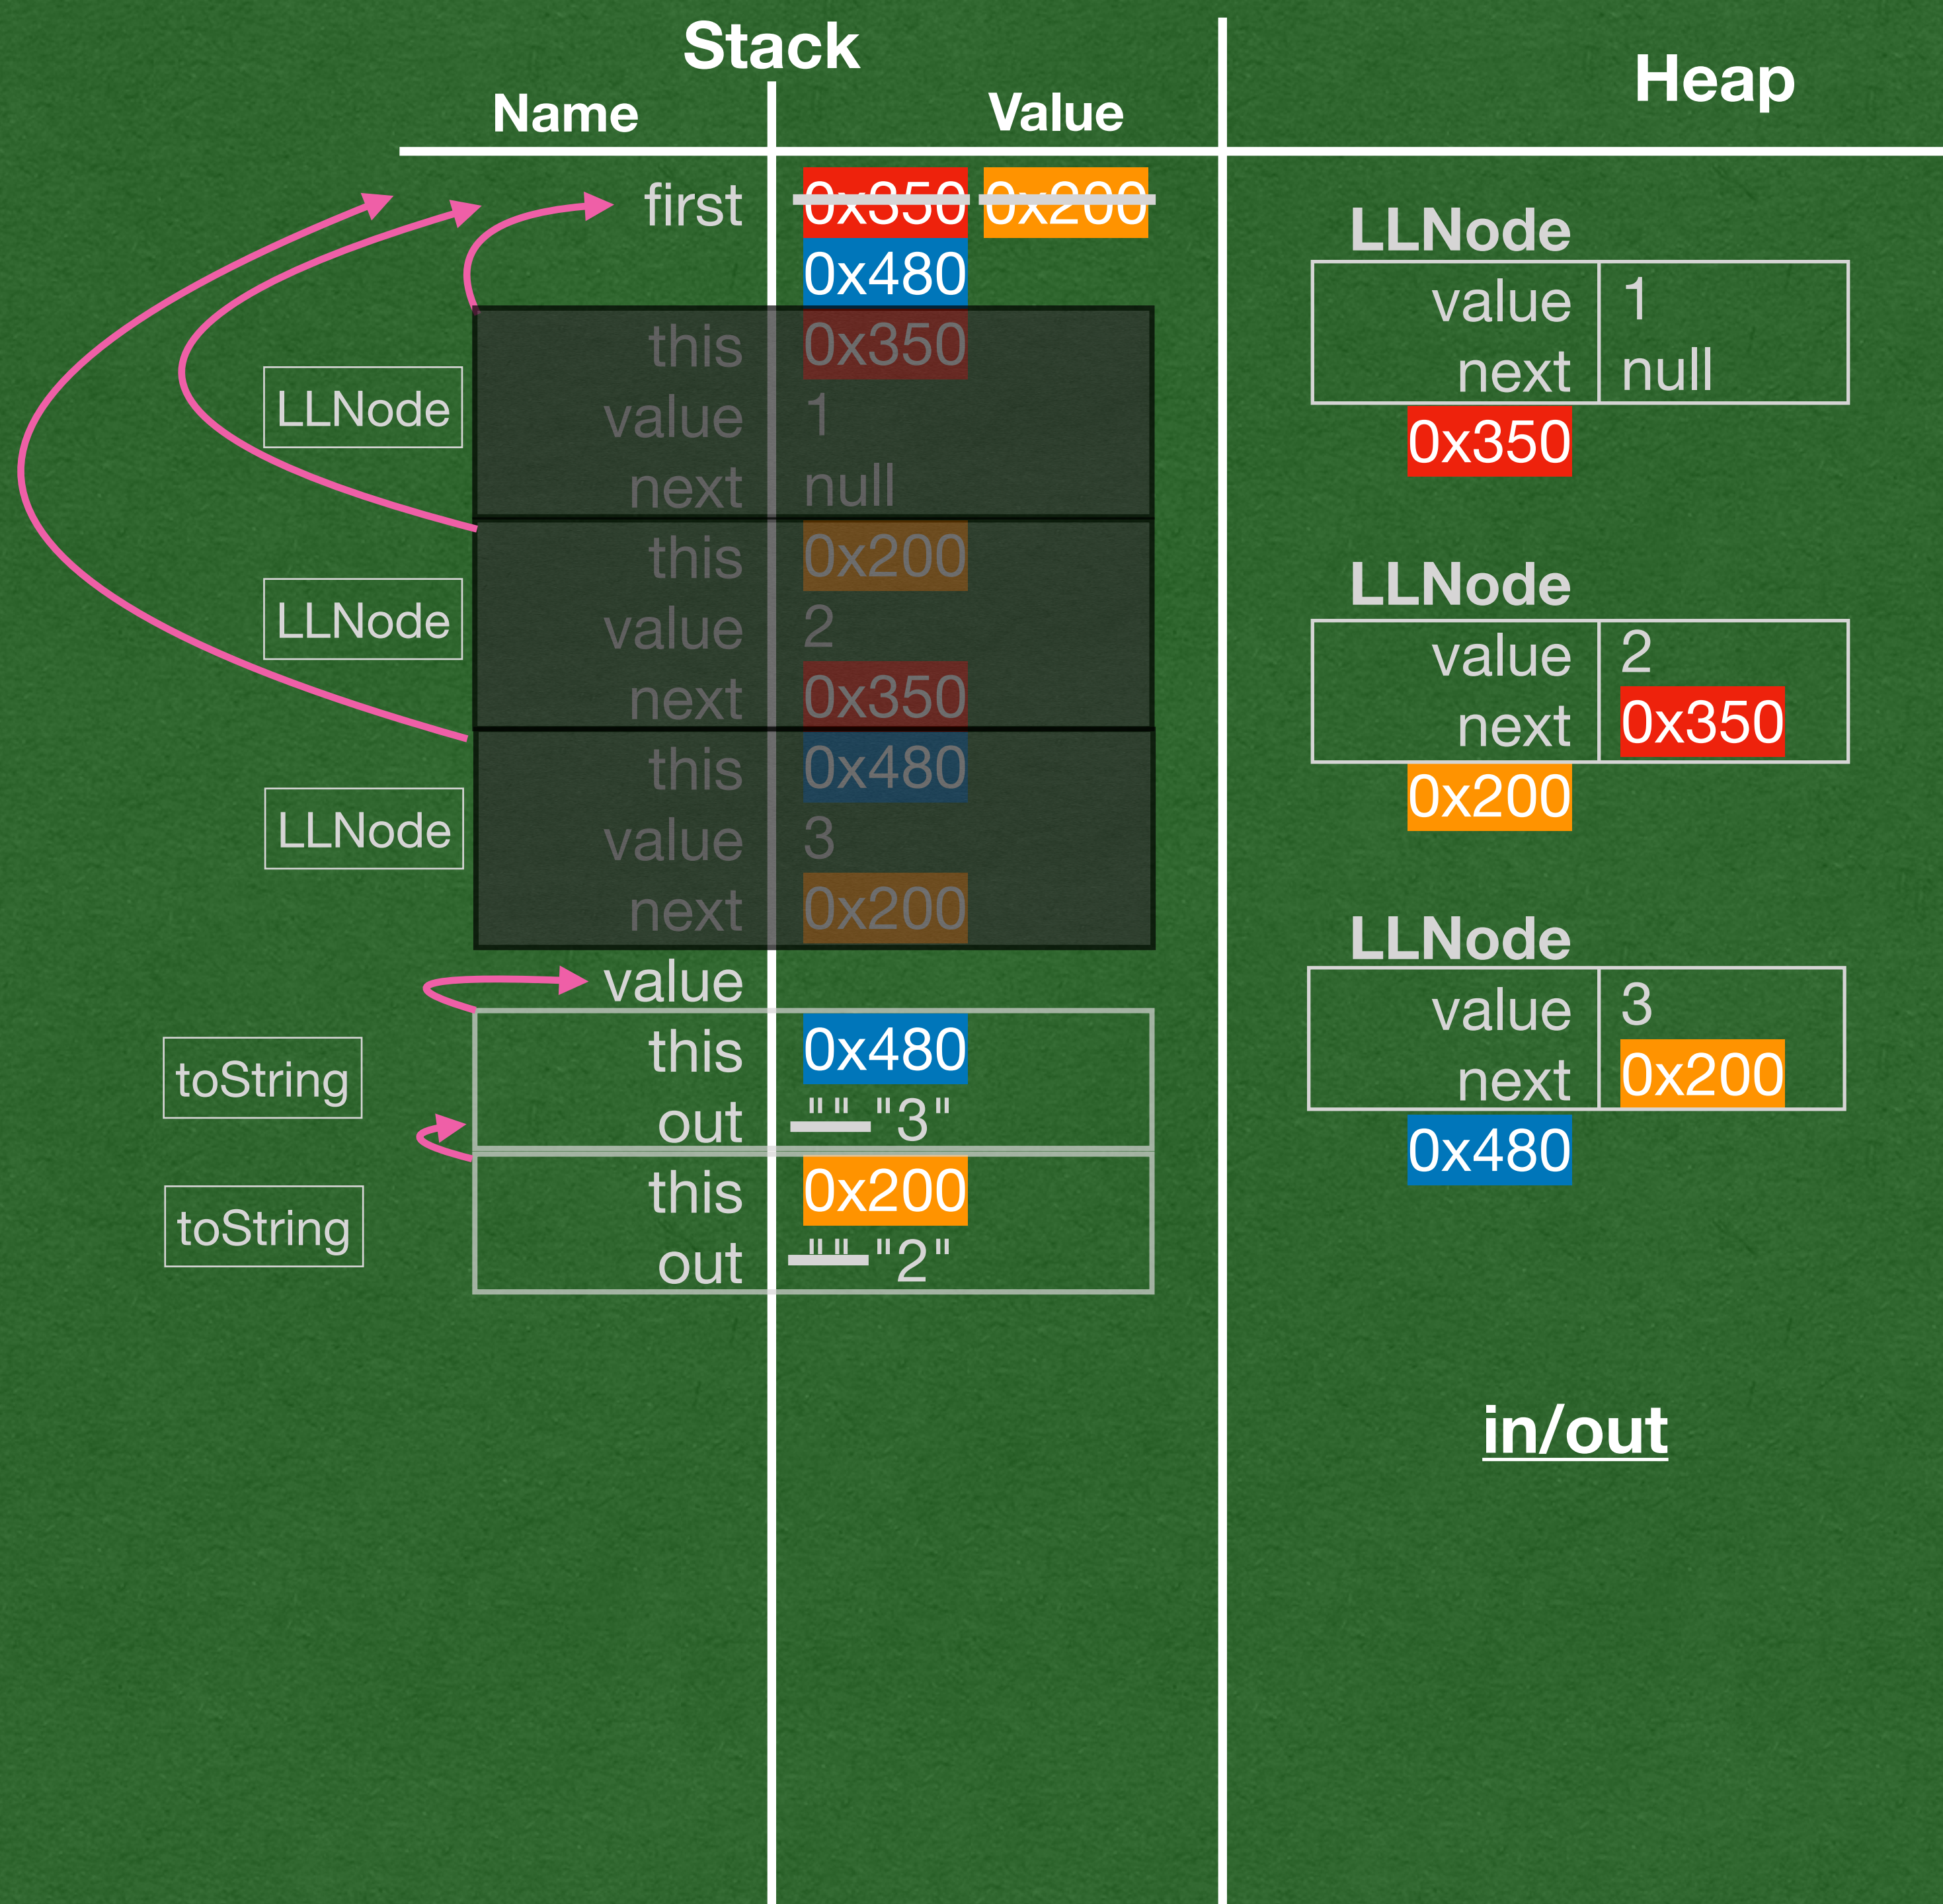 Stack
Heap
Name Value
first 0x350 0x200
0x480
this 0x350
LLNode
value 1
next null
this 0x200
LLNode
value 2
next 0x350
this 0x480
LLNode
value 3
next 0x200
value
toString
this 0x480
out "" "3"
toString
this 0x200
out "" "2"
LLNode
value 1
next null
0x350
LLNode
value 2
next 0x350
0x200
LLNode
value 3
next 0x200
0x480
in/out